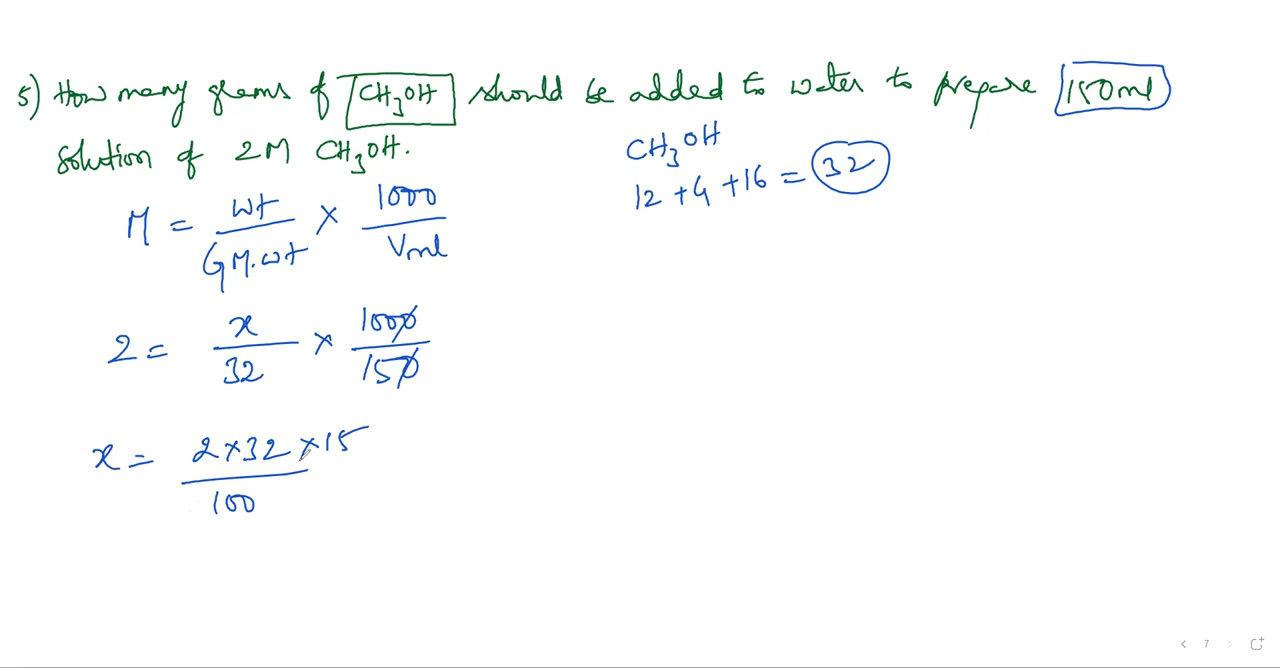 5) How many grams of CH₃OH should be added to water to prepare 150ml
solution of 2M CH₃OH.
CH₃OH
12 + 4 + 16 = 32
M = Wt / GM.wt × 1000 / Vml
2 = x / 32 × 1000 / 150
x = 2×32×15 / 100
7